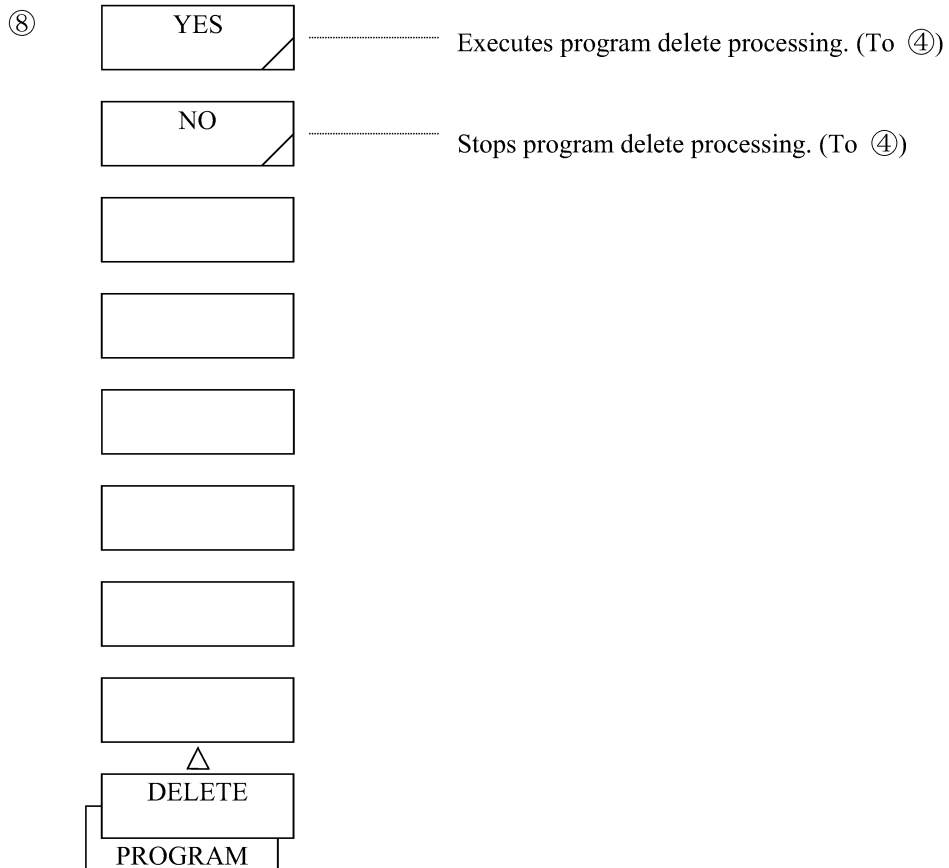 ⑧
YES
Executes program delete processing. (To ④)
NO
Stops program delete processing. (To ④)
DELETE
PROGRAM